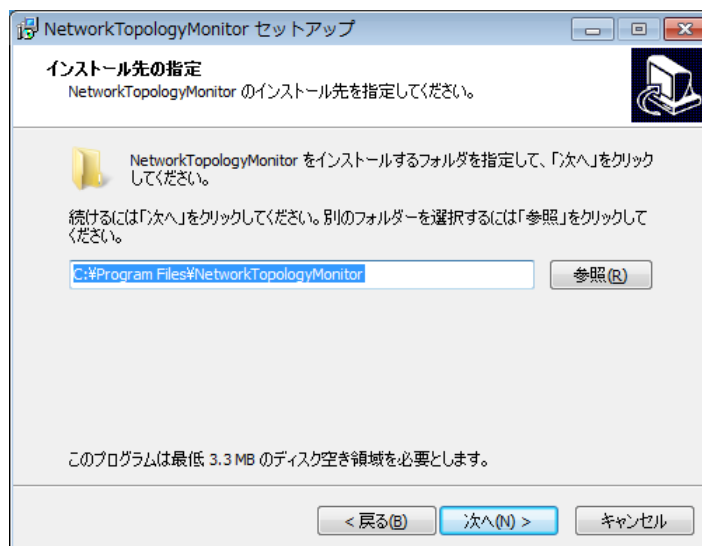 NetworkTopologyMonitor セットアップ
インストール先の指定
NetworkTopologyMonitor のインストール先を指定してください。
NetworkTopologyMonitor をインストールするフォルダを指定して、「次へ」をクリック
してください。
続けるには「次へ」をクリックしてください。別のフォルダーを選択するには「参照」をクリックして
ください。
C:¥Program Files¥NetworkTopologyMonitor
参照(R)
このプログラムは最低 3.3 MB のディスク空き領域を必要とします。
< 戻る(B)
次へ(N) >
キャンセル